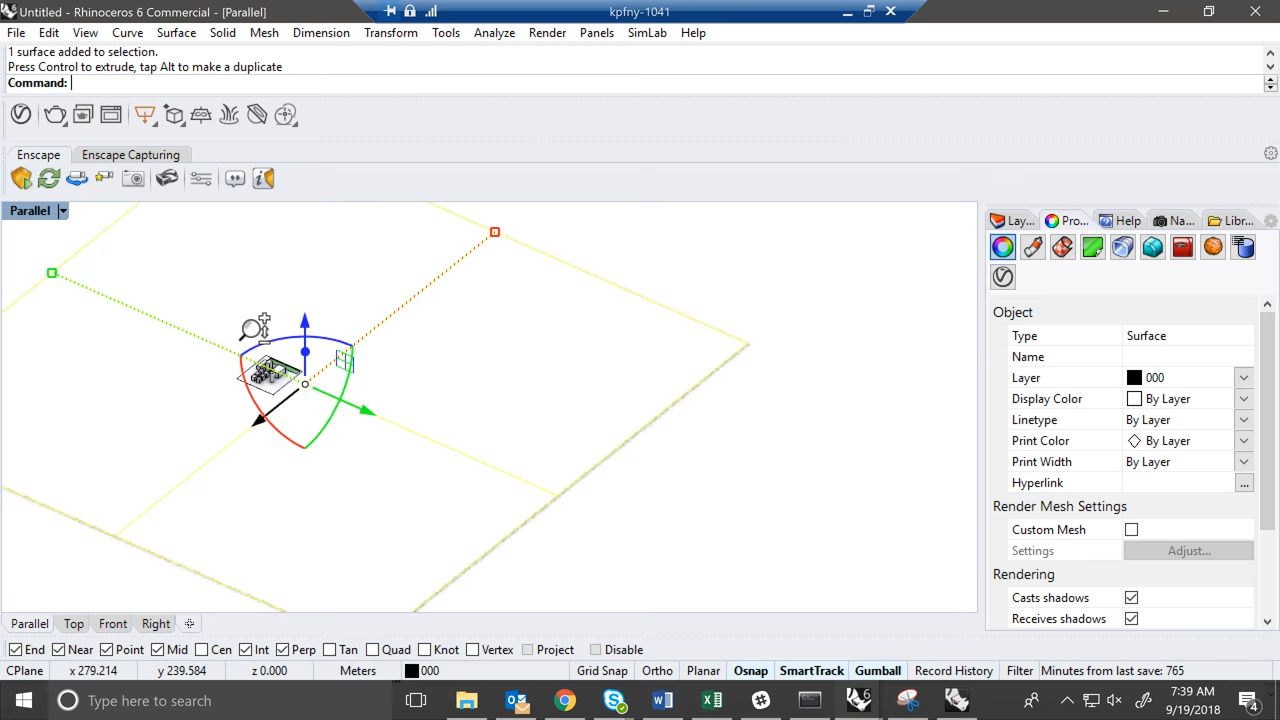 Untitled - Rhinoceros 6 Commercial - [Parallel]
kpfny-1041
File Edit View Curve Surface Solid Mesh Dimension Transform Tools Analyze Render Panels SimLab Help
1 surface added to selection.
Press Control to extrude, tap Alt to make a duplicate
Command:
Enscape Enscape Capturing
Parallel
Lay... Pro... Help Na... Libr...
Object
Type Surface
Name
Layer 000
Display Color By Layer
Linetype By Layer
Print Color By Layer
Print Width By Layer
Hyperlink ...
Render Mesh Settings
Custom Mesh
Settings Adjust...
Rendering
Casts shadows
Receives shadows
Parallel Top Front Right
End Near Point Mid Cen Int Perp Tan Quad Knot Vertex Project Disable
CPlane x 279.214 y 239.584 z 0.000 Meters 000 Grid Snap Ortho Planar Osnap SmartTrack Gumball Record History Filter Minutes from last save: 765
Type here to search
7:39 AM
9/19/2018
4